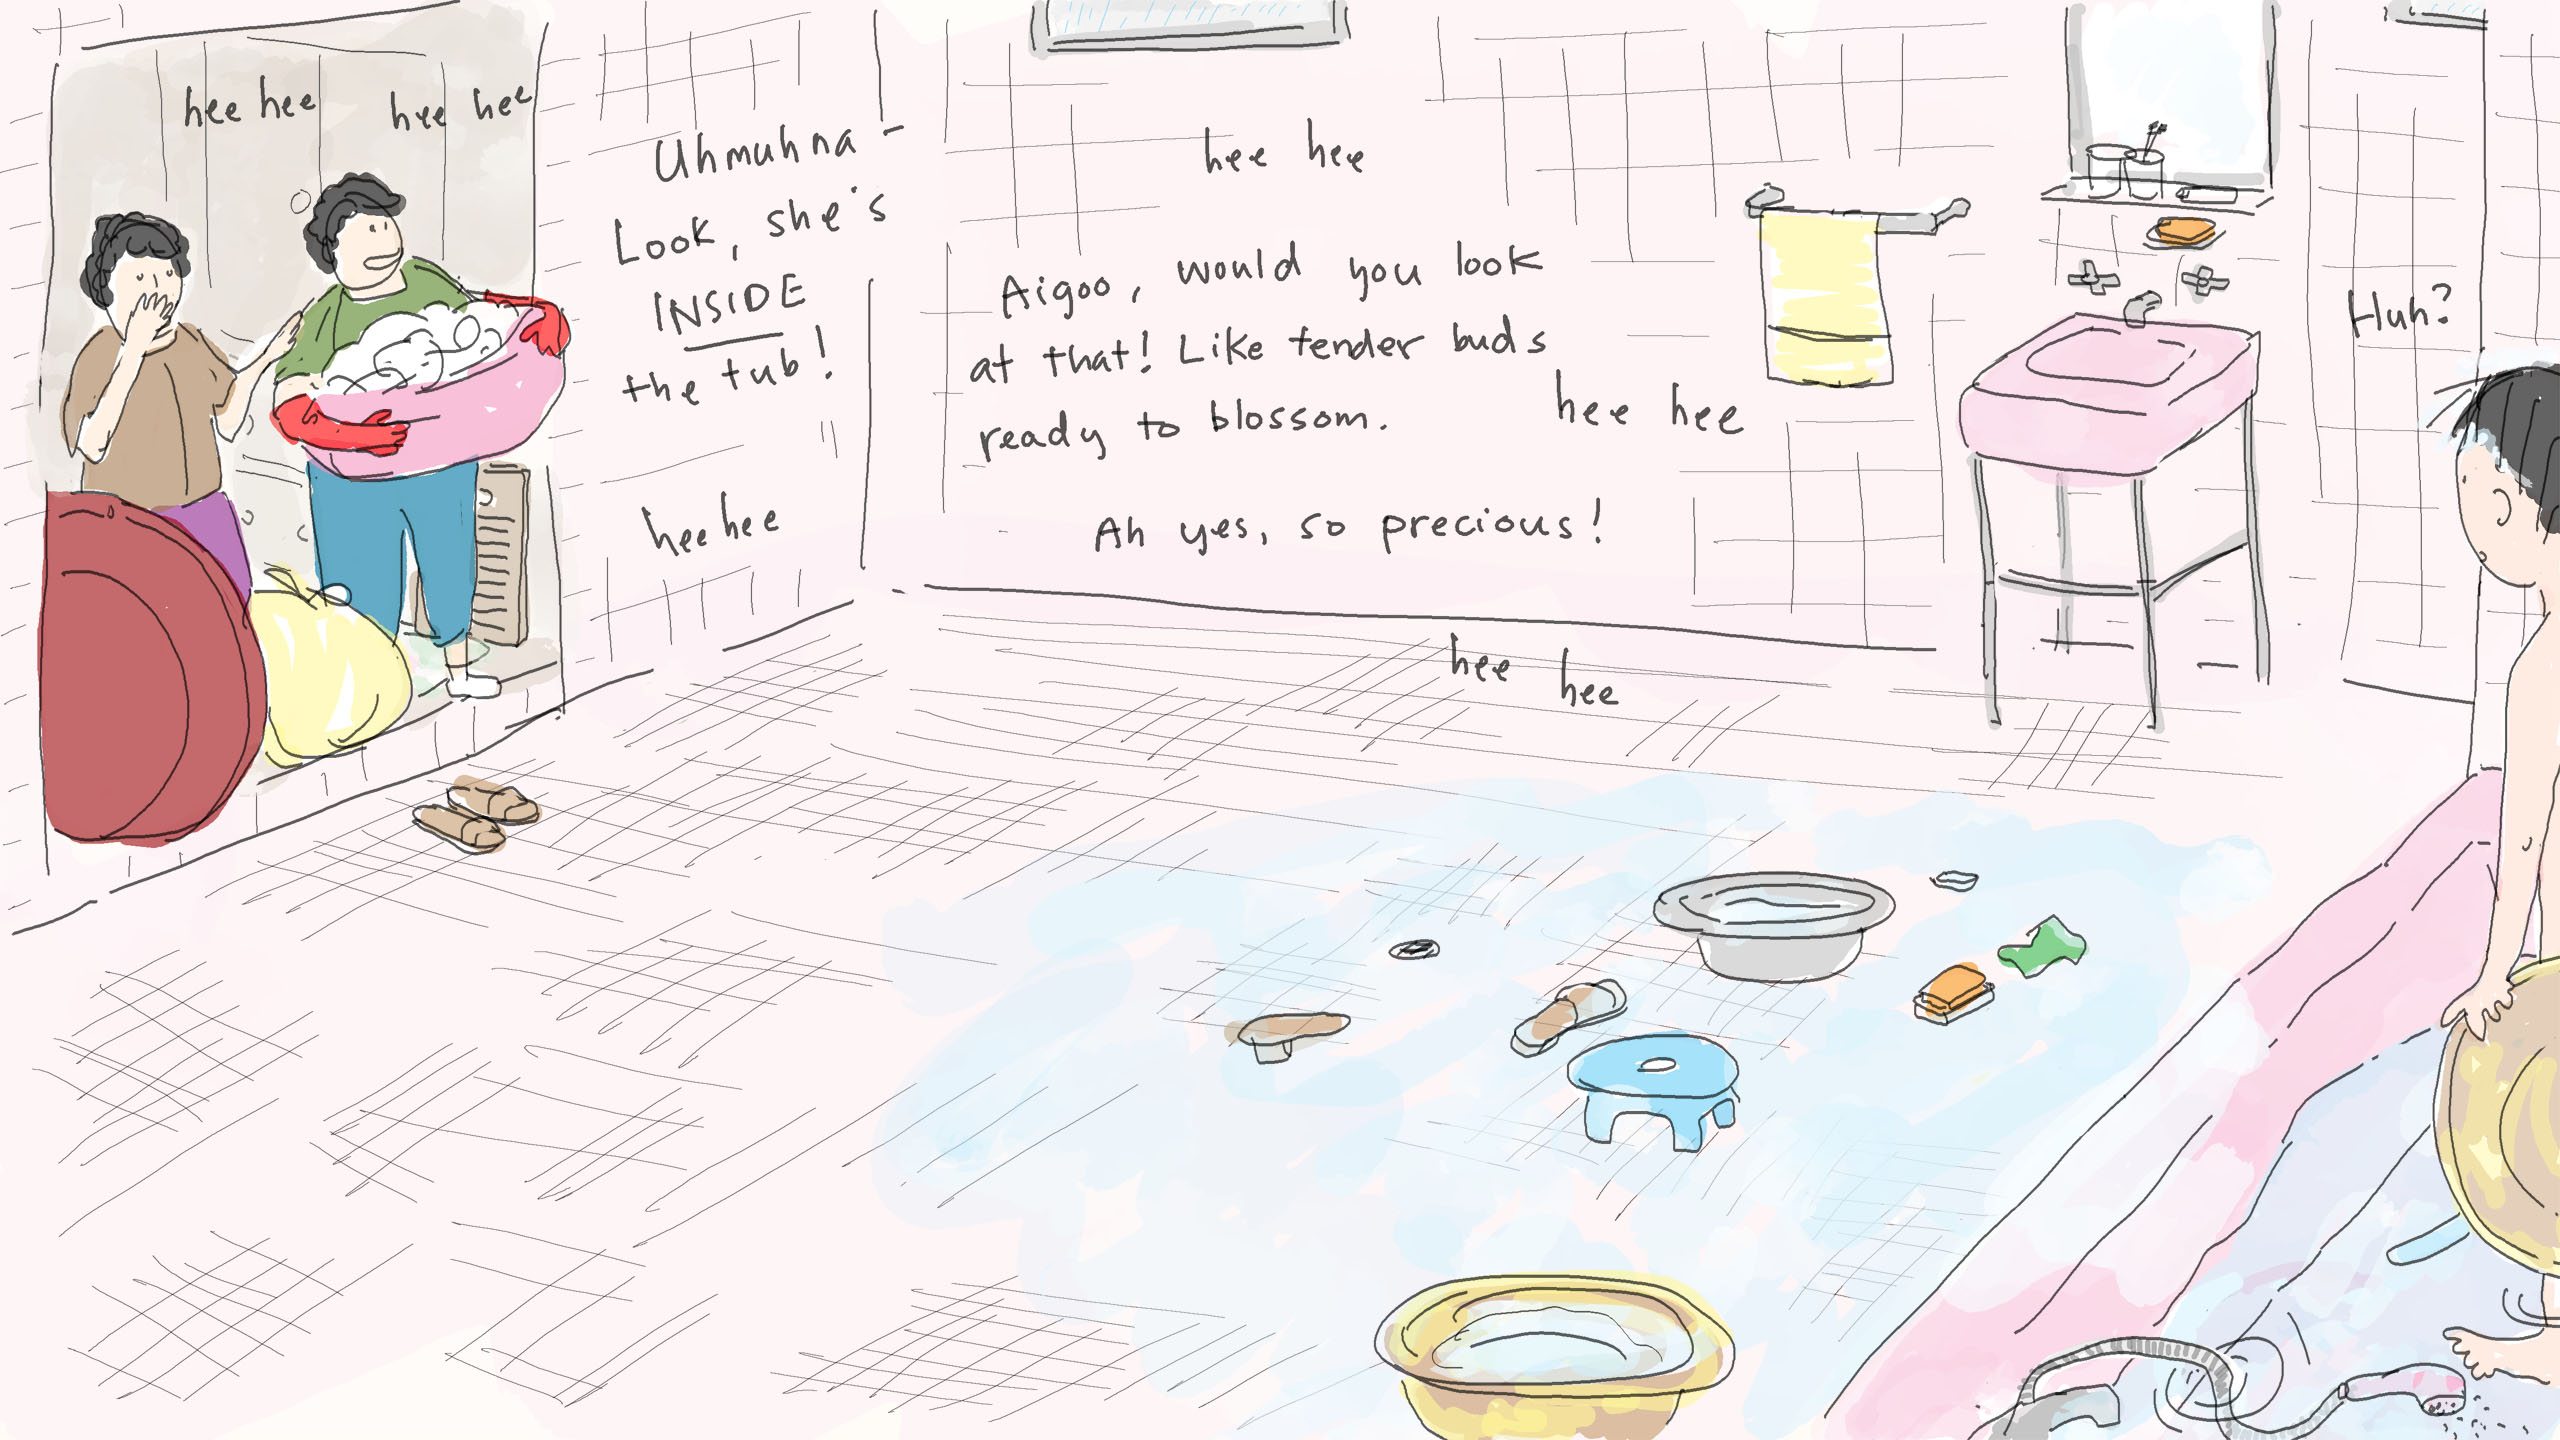 hee hee
hee hee
Uhmuhna -
Look, she's
INSIDE
the tub!
hee hee
hee hee
Aigoo, would you look
at that! Like tender buds
ready to blossom.
hee hee
Ah yes, so precious!
hee
hee
Huh?